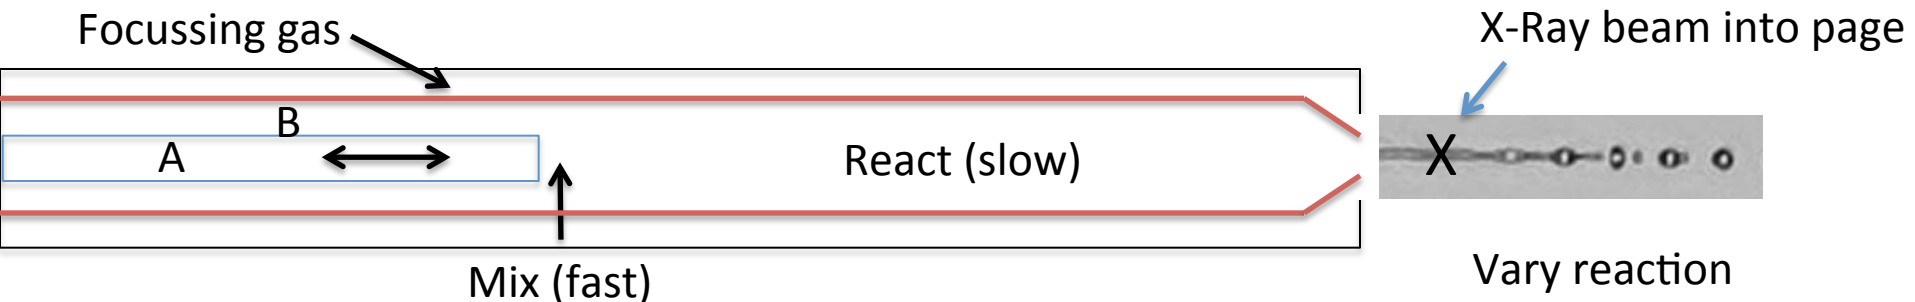 Focussing gas
X-Ray beam into page
B
A
React (slow)
X
Mix (fast)
Vary reaction